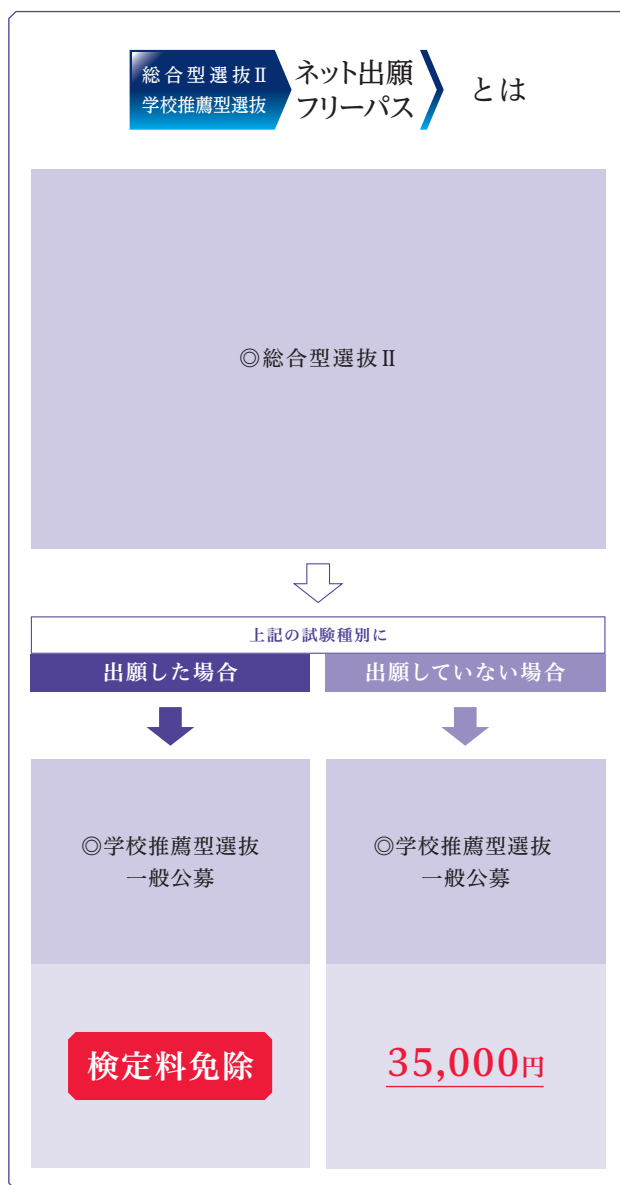 総合型選抜Ⅱ
学校推薦型選抜
ネット出願
フリーパス
とは
◎総合型選抜Ⅱ
上記の試験種別に
出願した場合
出願していない場合
◎学校推薦型選抜
一般公募
◎学校推薦型選抜
一般公募
検定料免除
35,000円